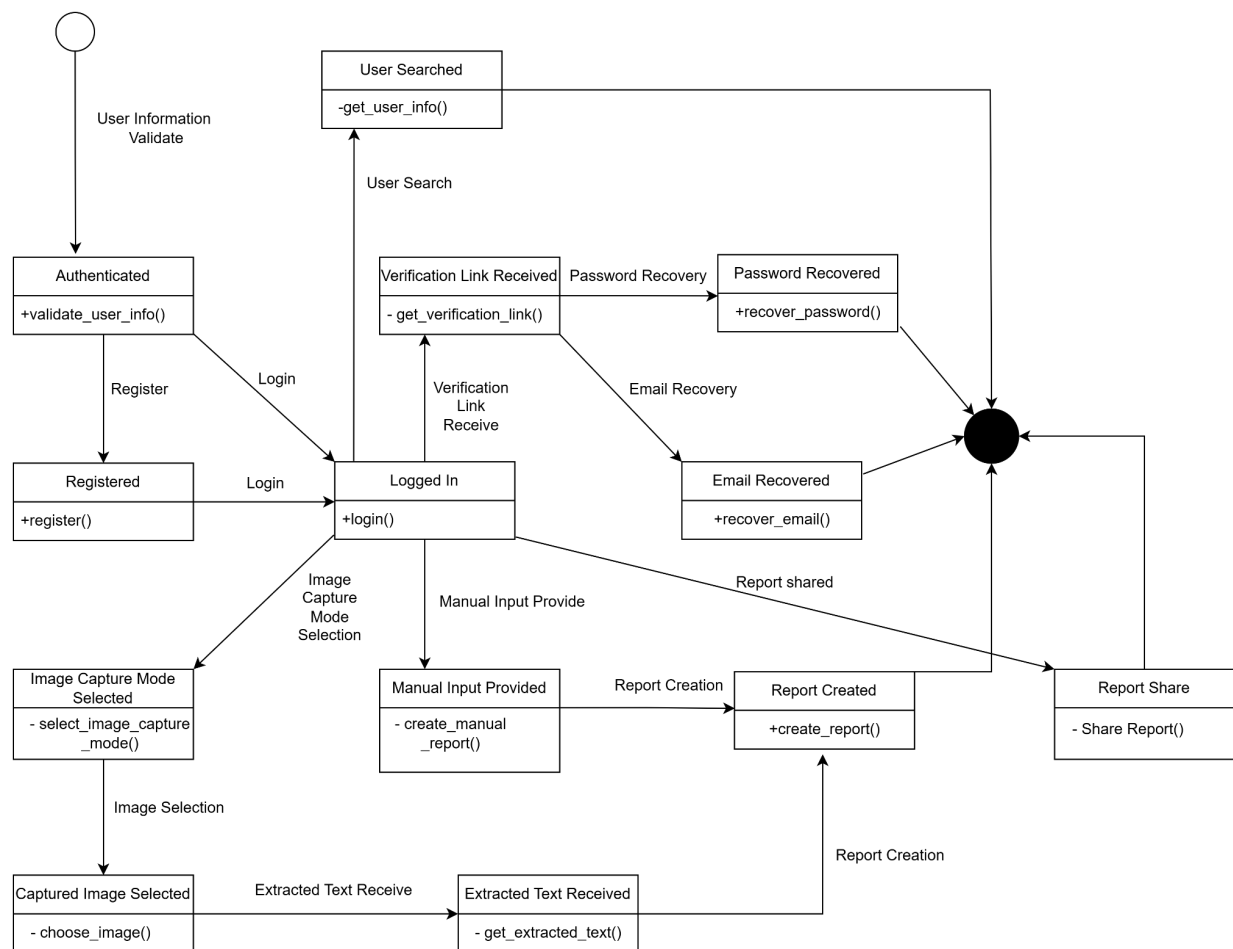 User Searched
-get_user_info()
User Information
Validate
User Search
Authenticated
+validate_user_info()
Verification Link Received
- get_verification_link()
Password Recovery
Password Recovered
+recover_password()
Register
Login
Verification
Link
Receive
Email Recovery
Registered
+register()
Login
Logged In
+login()
Email Recovered
+recover_email()
Image
Capture
Mode
Selection
Manual Input Provide
Report shared
Image Capture Mode
Selected
- select_image_capture
_mode()
Manual Input Provided
- create_manual
_report()
Report Creation
Report Created
+create_report()
Report Share
- Share Report()
Image Selection
Report Creation
Captured Image Selected
- choose_image()
Extracted Text Receive
Extracted Text Received
- get_extracted_text()